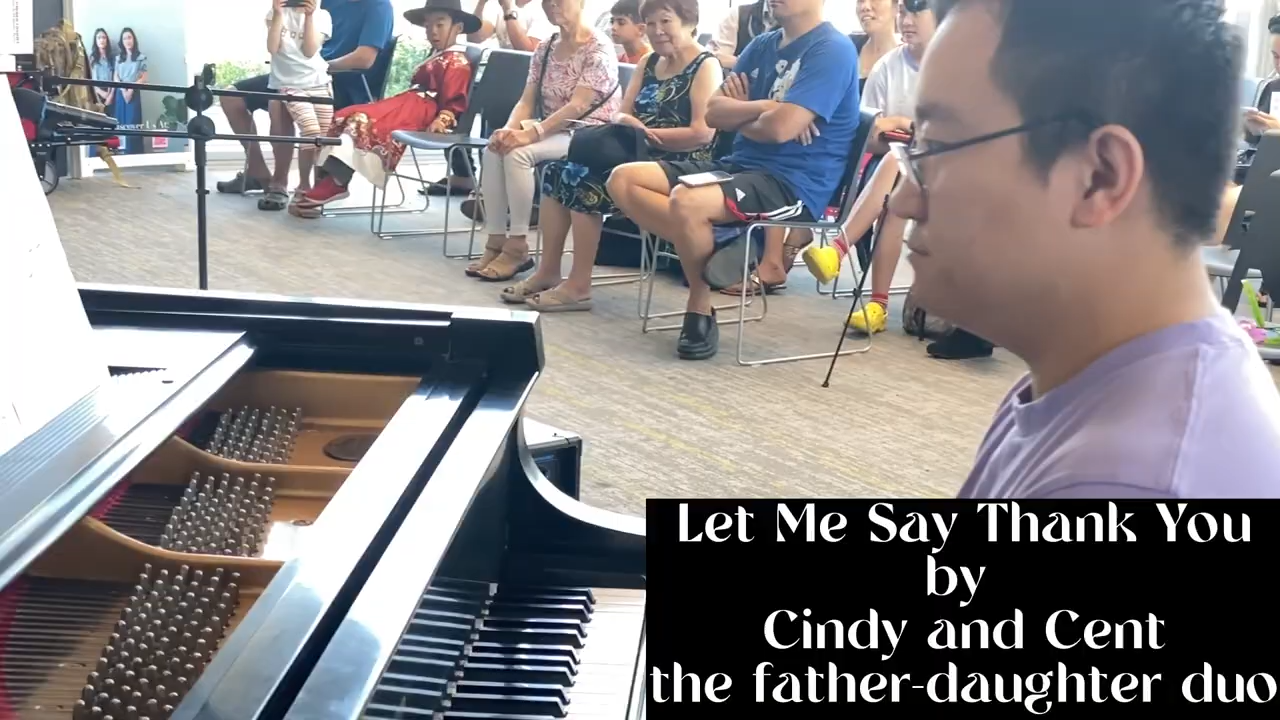 Let Me Say Thank You
by
Cindy and Cent
the father-daughter duo